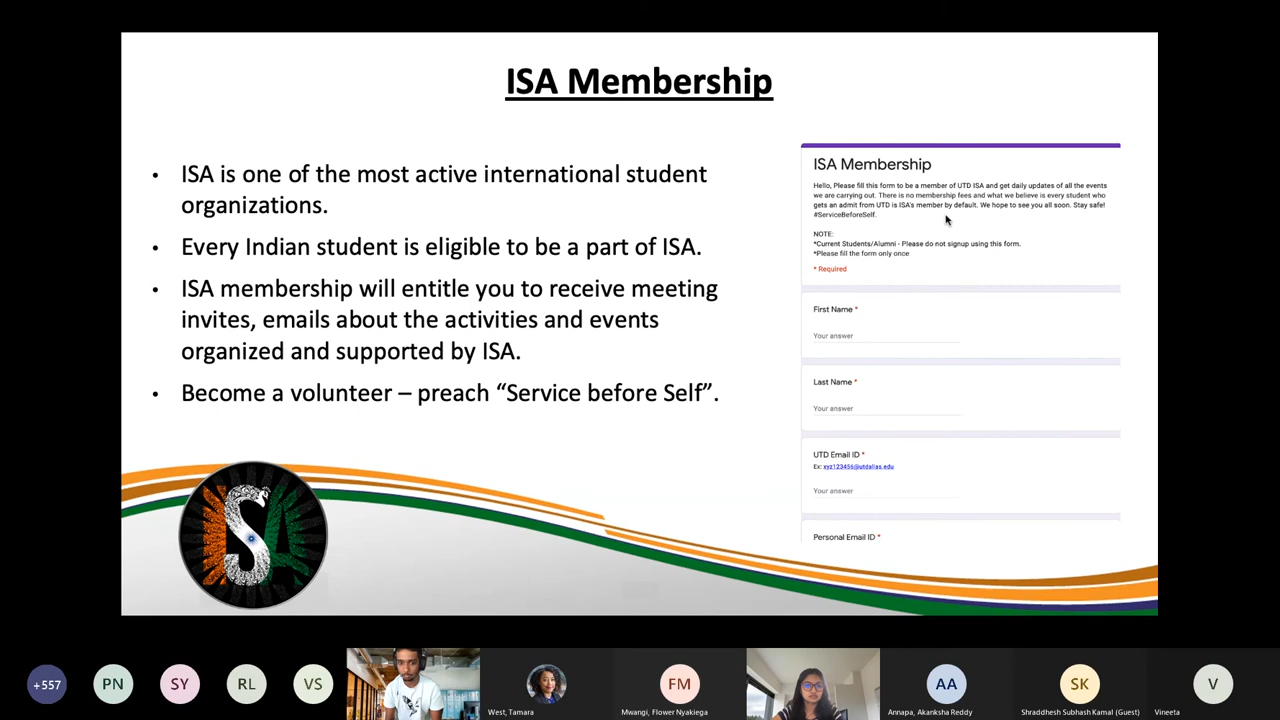 ISA Membership
• ISA is one of the most active international student
organizations.
• Every Indian student is eligible to be a part of ISA.
• ISA membership will entitle you to receive meeting
invites, emails about the activities and events
organized and supported by ISA.
• Become a volunteer – preach “Service before Self”.
ISA
ISA Membership
Hello, Please fill this form to be a member of UTD ISA and get daily updates of all the events
we are carrying out. There is no membership fees and what we believe is every student who
gets an admit from UTD is ISA's member by default. We hope to see you all soon. Stay safe!
#ServiceBeforeSelf.
NOTE:
*Current Students/Alumni - Please do not signup using this form.
*Please fill the form only once
* Required
First Name *
Your answer
Last Name *
Your answer
UTD Email ID *
Ex: xyz123456@utdallas.edu
Your answer
Personal Email ID *
+557
PN
SY
RL
VS
West, Tamara
FM
Mwangi, Flower Nyakiega
AA
Annapa, Akanksha Reddy
SK
Shraddhesh Subhash Kamal (Guest)
V
Vineeta